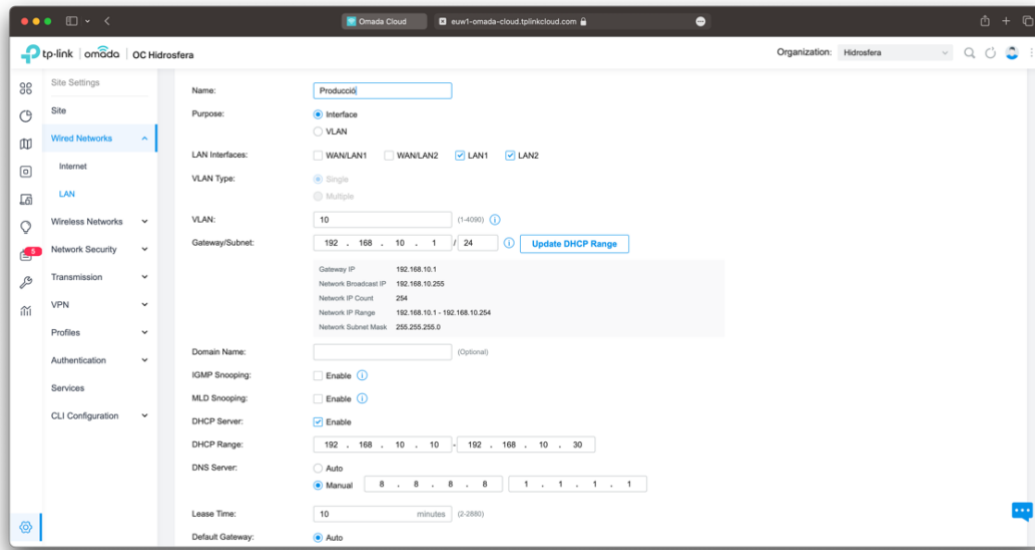 Omada Cloud
euw1-omada-cloud.tplinkcloud.com
tp-link | omada | OC Hidrosfera
Organization: Hidrosfera
Site Settings
Site
Wired Networks
Internet
LAN
Wireless Networks
Network Security
5
Transmission
VPN
Profiles
Authentication
Services
CLI Configuration
Name: Producció
Purpose: Interface
VLAN
LAN Interfaces: WAN/LAN1 WAN/LAN2 LAN1 LAN2
VLAN Type: Single
Multiple
VLAN: 10 (1-4090)
Gateway/Subnet: 192 . 168 . 10 . 1 / 24 Update DHCP Range
Gateway IP 192.168.10.1
Network Broadcast IP 192.168.10.255
Network IP Count 254
Network IP Range 192.168.10.1 - 192.168.10.254
Network Subnet Mask 255.255.255.0
Domain Name: (Optional)
IGMP Snooping: Enable
MLD Snooping: Enable
DHCP Server: Enable
DHCP Range: 192 . 168 . 10 . 10 - 192 . 168 . 10 . 30
DNS Server: Auto
Manual 8 . 8 . 8 . 8 1 . 1 . 1 . 1
Lease Time: 10 minutes (2-2880)
Default Gateway: Auto